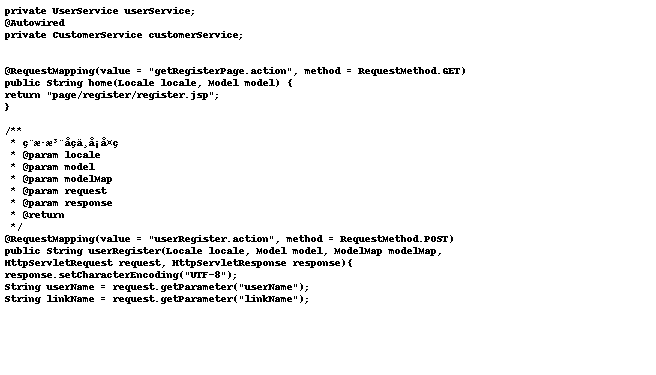 private UserService userService;
@Autowired
private CustomerService customerService;
@RequestMapping(value = "getRegisterPage.action", method = RequestMethod.GET)
public String home(Locale locale, Model model) {
return "page/register/register.jsp";
}
/**
*
* @param locale
* @param model
* @param modelMap
* @param request
* @param response
* @return
*/
@RequestMapping(value = "userRegister.action", method = RequestMethod.POST)
public String userRegister(Locale locale, Model model, ModelMap modelMap,
HttpServletRequest request, HttpServletResponse response){
response.setCharacterEncoding("UTF-8");
String userName = request.getParameter("userName");
String linkName = request.getParameter("linkName");